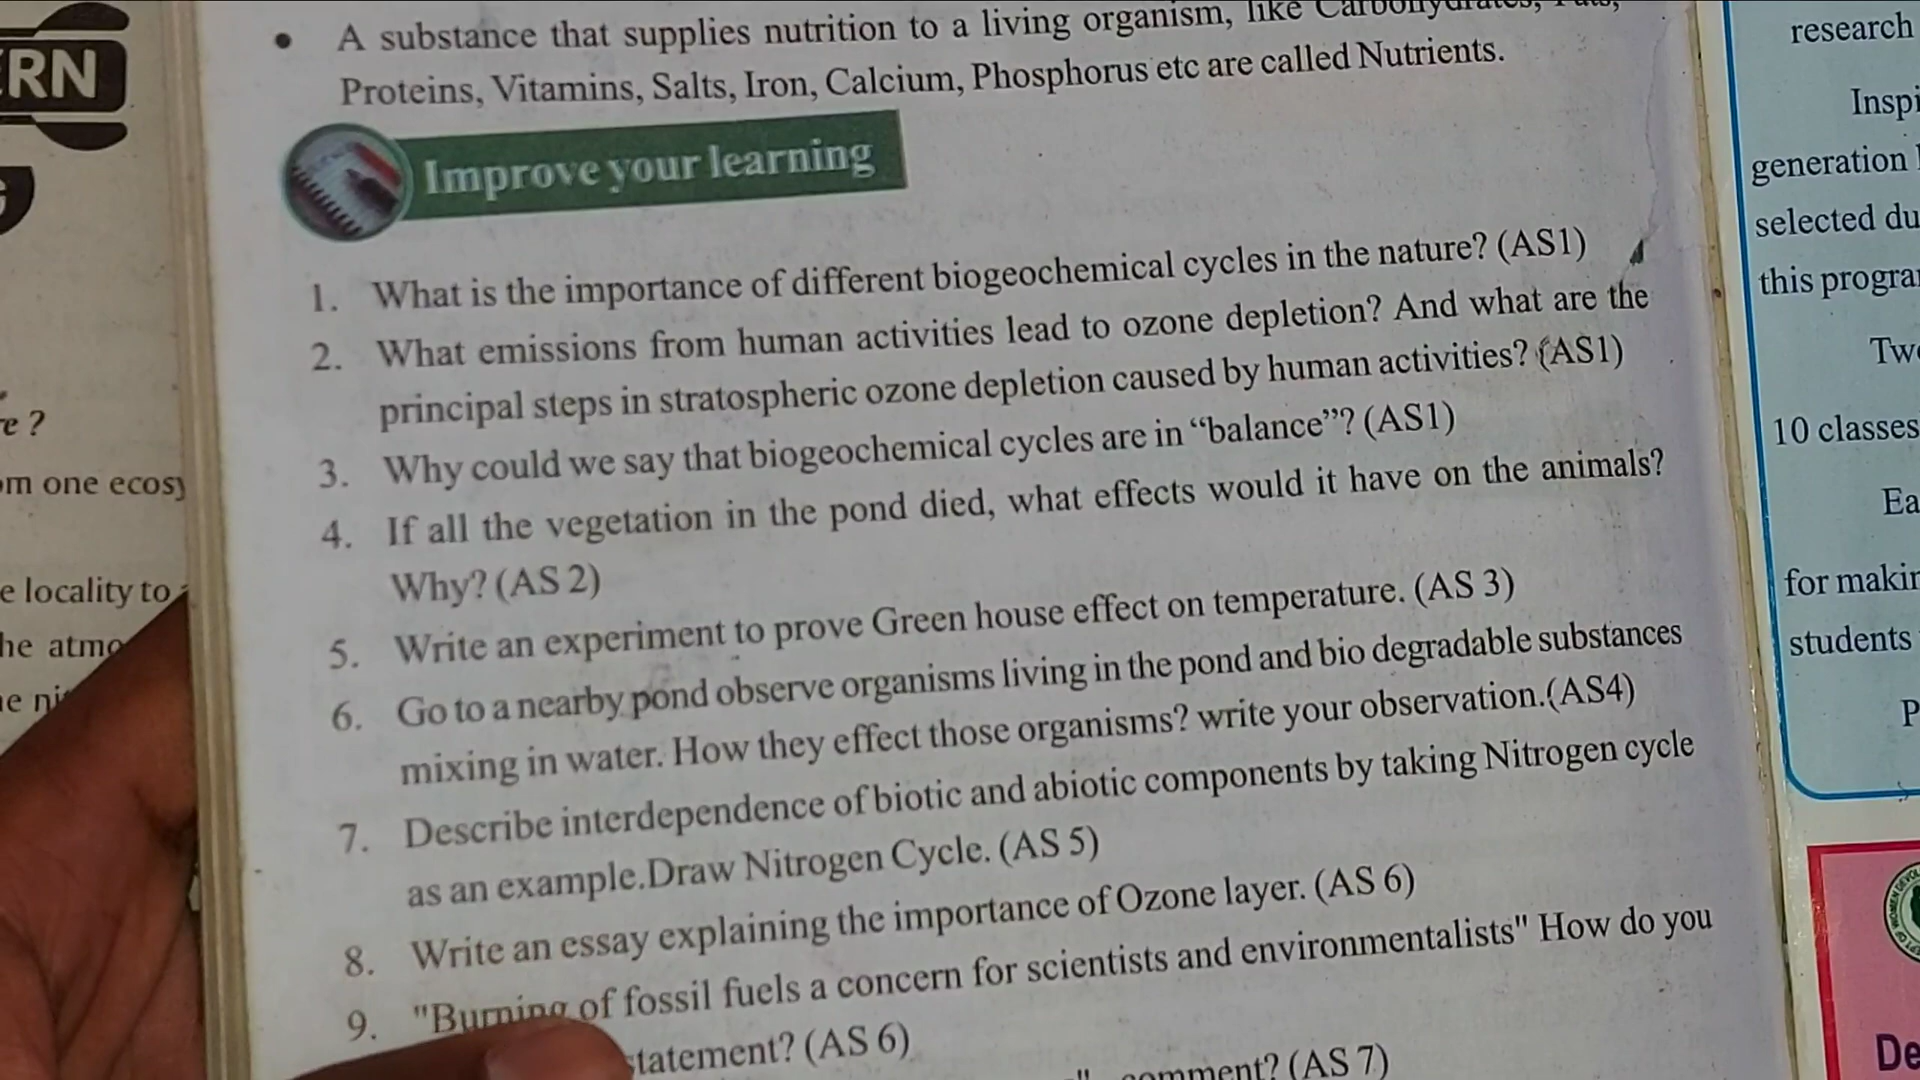 RN
re ?
om one ecosy
e locality to
he atmo
e ni
• A substance that supplies nutrition to a living organism, like Carbohydrates, Fats,
Proteins, Vitamins, Salts, Iron, Calcium, Phosphorus etc are called Nutrients.
Improve your learning
1. What is the importance of different biogeochemical cycles in the nature? (AS1)
2. What emissions from human activities lead to ozone depletion? And what are the
principal steps in stratospheric ozone depletion caused by human activities? (AS1)
3. Why could we say that biogeochemical cycles are in “balance”? (AS1)
4. If all the vegetation in the pond died, what effects would it have on the animals?
Why? (AS 2)
5. Write an experiment to prove Green house effect on temperature. (AS 3)
6. Go to a nearby pond observe organisms living in the pond and bio degradable substances
mixing in water. How they effect those organisms? write your observation.(AS4)
7. Describe interdependence of biotic and abiotic components by taking Nitrogen cycle
as an example.Draw Nitrogen Cycle. (AS 5)
8. Write an essay explaining the importance of Ozone layer. (AS 6)
9. "Burning of fossil fuels a concern for scientists and environmentalists" How do you
statement? (AS 6)
comment? (AS 7)
research
Inspi
generation
selected du
this progra
Two
10 classes
Ea
for makin
students
P
De